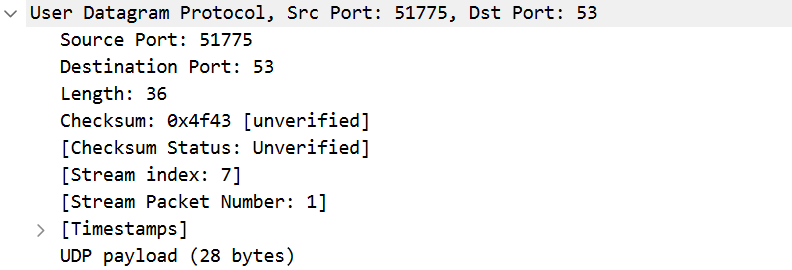 User Datagram Protocol, Src Port: 51775, Dst Port: 53
Source Port: 51775
Destination Port: 53
Length: 36
Checksum: 0x4f43 [unverified]
[Checksum Status: Unverified]
[Stream index: 7]
[Stream Packet Number: 1]
[Timestamps]
UDP payload (28 bytes)